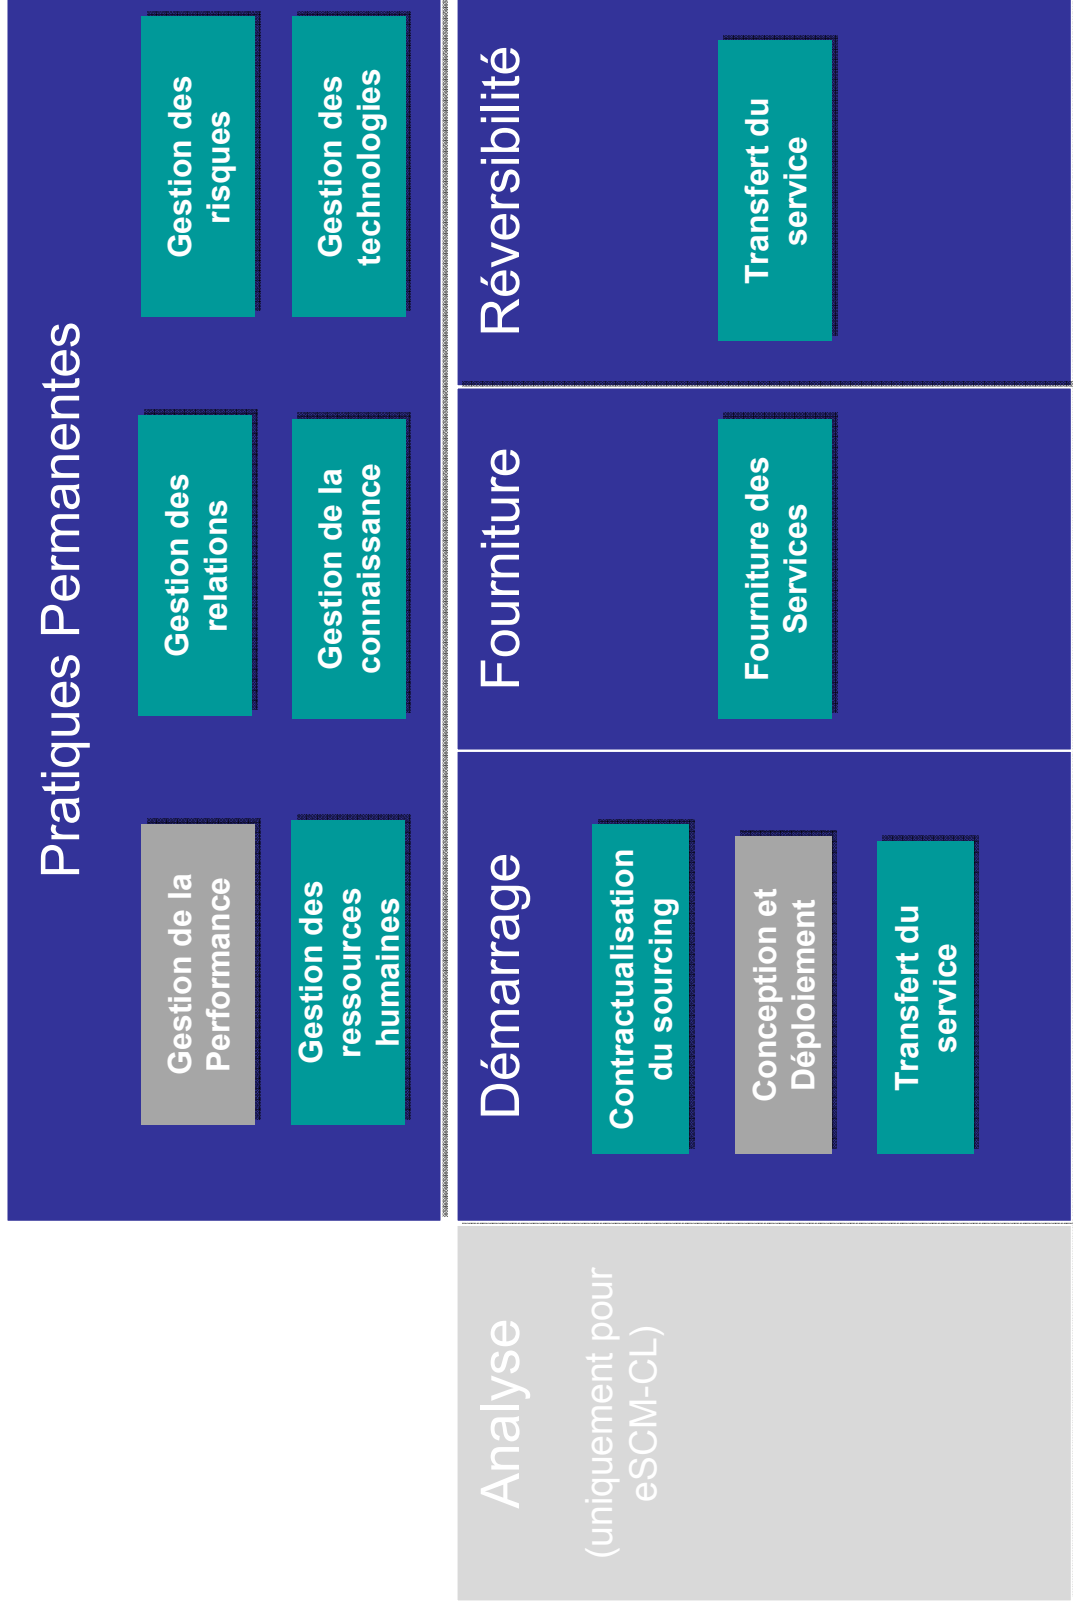 Pratiques Permanentes
Gestion de la
Performance
Gestion des
relations
Gestion des
risques
Gestion des
ressources
humaines
Gestion de la
connaissance
Gestion des
technologies
Analyse
(uniquement pour
eSCM-CL)
Démarrage
Contractualisation
du sourcing
Conception et
Déploiement
Transfert du
service
Fourniture
Fourniture des
Services
Réversibilité
Transfert du
service